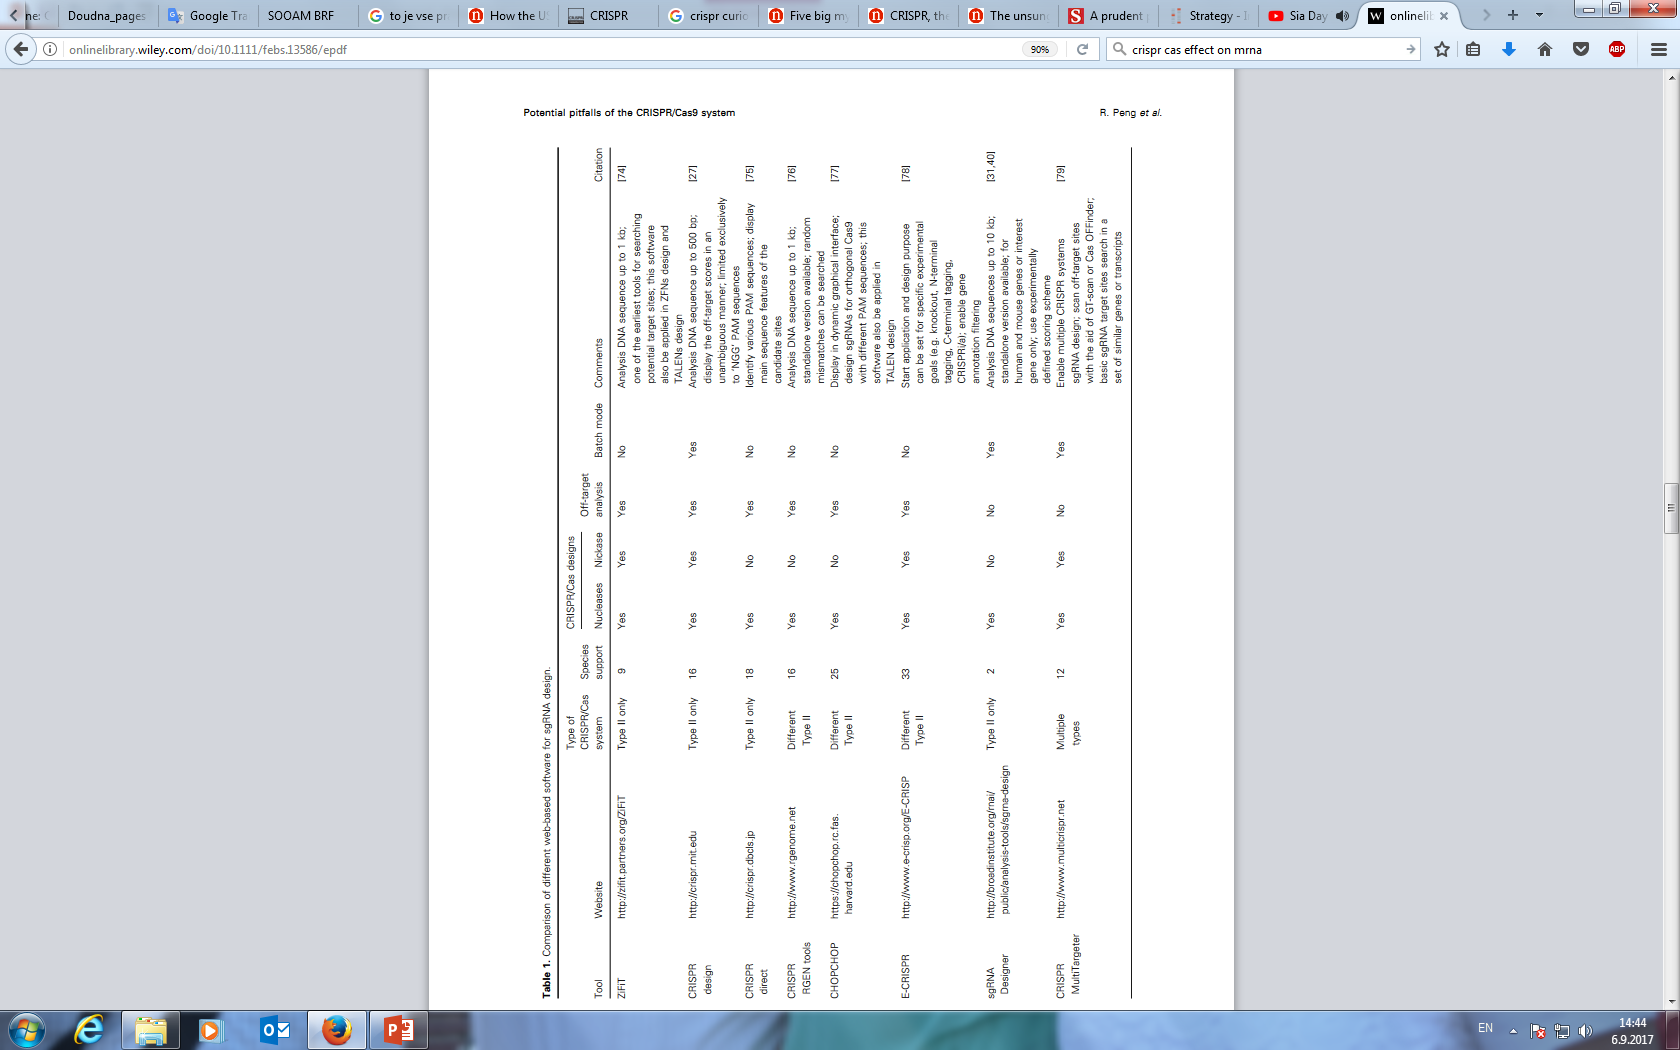 ne: C
Doudna_pages
Google Tra
SOOAM BRF
to je vse pr
How the U
CRISPR
crispr curio
Five big my
CRISPR, the
The unsun
A prudent
Strategy - I
Sia Day
onlinelib
onlinelibrary.wiley.com/doi/10.1111/febs.13586/epdf
90%
crispr cas effect on mrna
ABP
Potential pitfalls of the CRISPR/Cas9 system
R. Peng et al.
Table 1. Comparison of different web-based software for sgRNA design.
Type of CRISPR/Cas designs
CRISPR/Cas Species Off-target
Tool Website system support Nucleases Nickase analysis Batch mode Comments Citation
ZiFiT http://zifit.partners.org/ZiFiT Type II only 9 Yes Yes Yes No Analysis DNA sequence up to 1 kb; [74]
one of the earliest tools for searching
potential target sites; this software
also be applied in ZFNs design and
TALENs design
CRISPR http://crispr.mit.edu Type II only 16 Yes Yes Yes Yes Analysis DNA sequence up to 500 bp; [27]
design display the off-target scores in an
unambiguous manner; limited exclusively
to 'NGG' PAM sequences
CRISPR http://crispr.dbcls.jp Type II only 18 Yes No Yes No Identify various PAM sequences; display [75]
direct main sequence features of the
candidate sites
CRISPR http://www.rgenome.net Different 16 Yes No Yes No Analysis DNA sequence up to 1 kb; [76]
RGEN tools Type II standalone version available; random
mismatches can be searched
CHOPCHOP https://chopchop.rc.fas. Different 25 Yes No Yes No Display in dynamic graphical interface; [77]
harvard.edu Type II design sgRNAs for orthogonal Cas9
with different PAM sequences; this
software also be applied in
TALEN design
E-CRISPR http://www.e-crisp.org/E-CRISP Different 33 Yes Yes Yes No Start application and design purpose [78]
Type II can be set for specific experimental
goals (e.g. knockout, N-terminal
tagging, C-terminal tagging,
CRISPRi/a); enable gene
annotation filtering
sgRNA http://broadinstitute.org/rnai/ Type II only 2 Yes No No Yes Analysis DNA sequences up to 10 kb; [31,40]
Designer public/analysis-tools/sgrna-design standalone version available; for
human and mouse genes or interest
gene only; use experimentally
defined scoring scheme
CRISPR http://www.multicrispr.net Multiple 12 Yes Yes No Yes Enable multiple CRISPR systems [79]
MultiTargeter types sgRNA design; scan off-target sites
with the aid of GT-scan or Cas OFFinder;
basic sgRNA target sites search in a
set of similar genes or transcripts
EN
14:44
6.9.2017